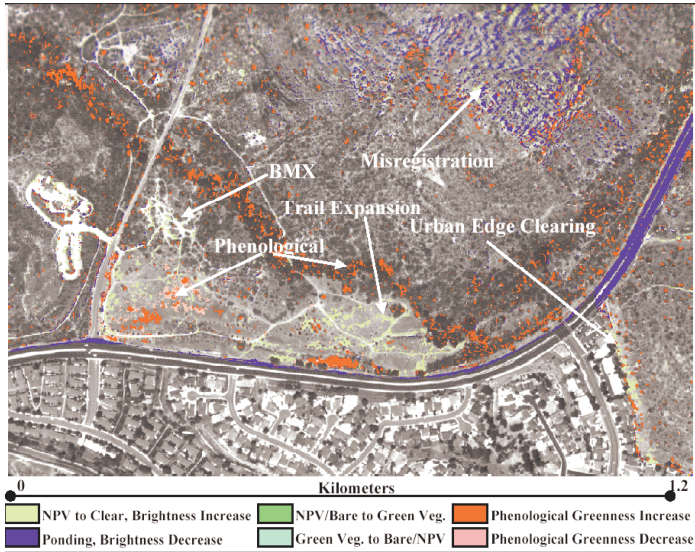 Misregistration
BMX
Trail Expansion
Urban Edge Clearing
Phenological
0
Kilometers
1.2
NPV to Clear, Brightness Increase
NPV/Bare to Green Veg.
Phenological Greenness Increase
Ponding, Brightness Decrease
Green Veg. to Bare/NPV
Phenological Greenness Decrease